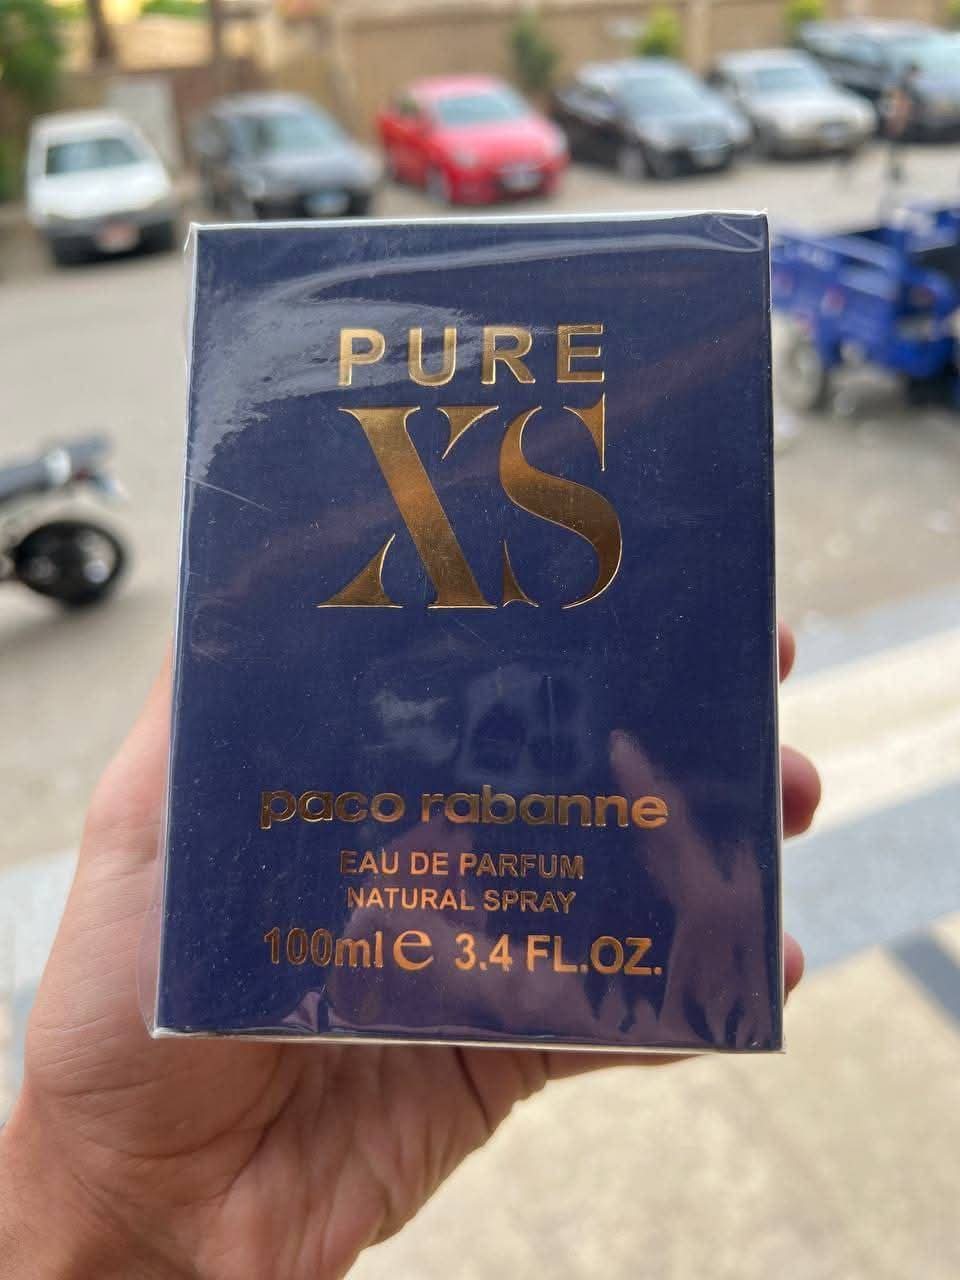 PURE
XS
paco rabanne
EAU DE PARFUM
NATURAL SPRAY
100ml e 3.4 FL.OZ.